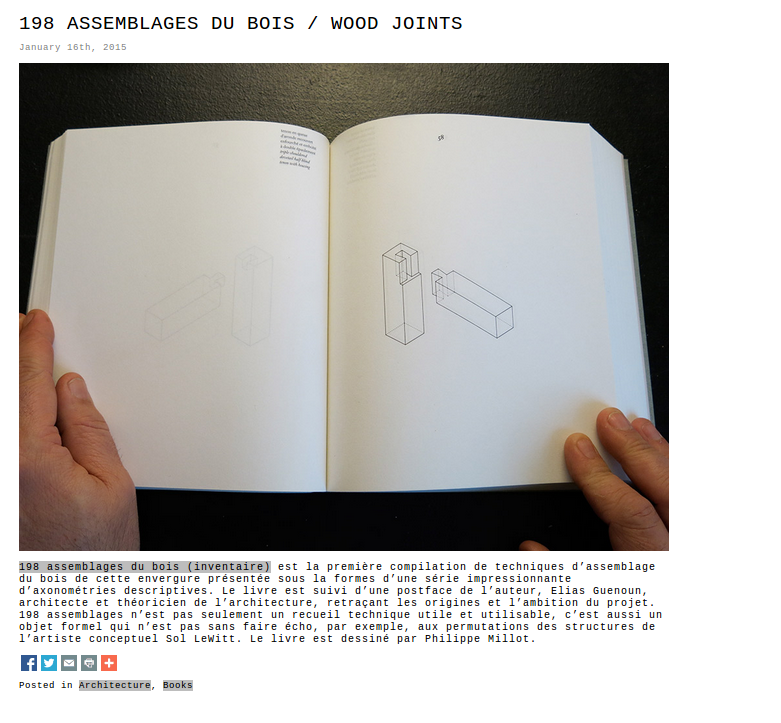 198 ASSEMBLAGES DU BOIS / WOOD JOINTS
January 16th, 2015
58
198 assemblages du bois (inventaire) est la première compilation de techniques d’assemblage
du bois de cette envergure présentée sous la formes d’une série impressionnante
d’axonométries descriptives. Le livre est suivi d’une postface de l’auteur, Elias Guenoun,
architecte et théoricien de l’architecture, retraçant les origines et l’ambition du projet.
198 assemblages n’est pas seulement un recueil technique utile et utilisable, c’est aussi un
objet formel qui n’est pas sans faire écho, par exemple, aux permutations des structures de
l’artiste conceptuel Sol LeWitt. Le livre est dessiné par Philippe Millot.
Posted in Architecture, Books